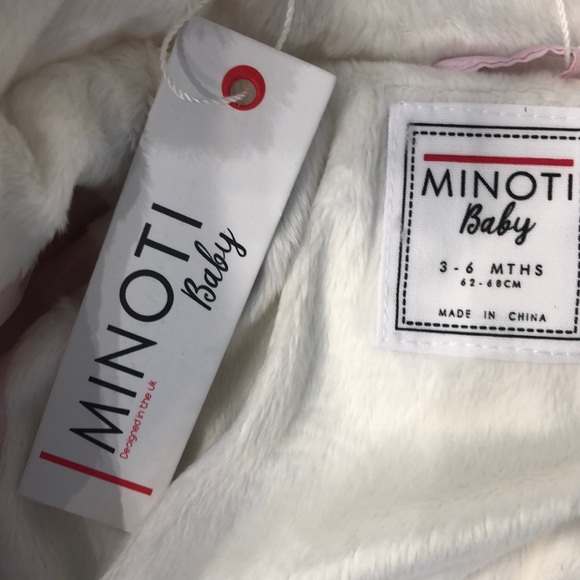 MINOTI
Baby
Designed in the UK
MINOTI
Baby
3 - 6 MTHS
62 - 68CM
MADE IN CHINA